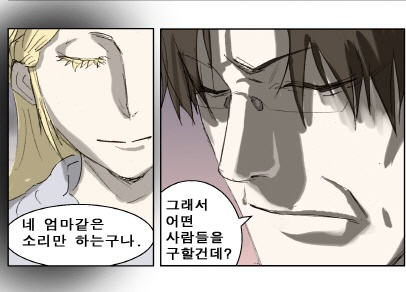 네 엄마같은
소리만 하는구나.
그래서
어떤
사람들을
구할건데?